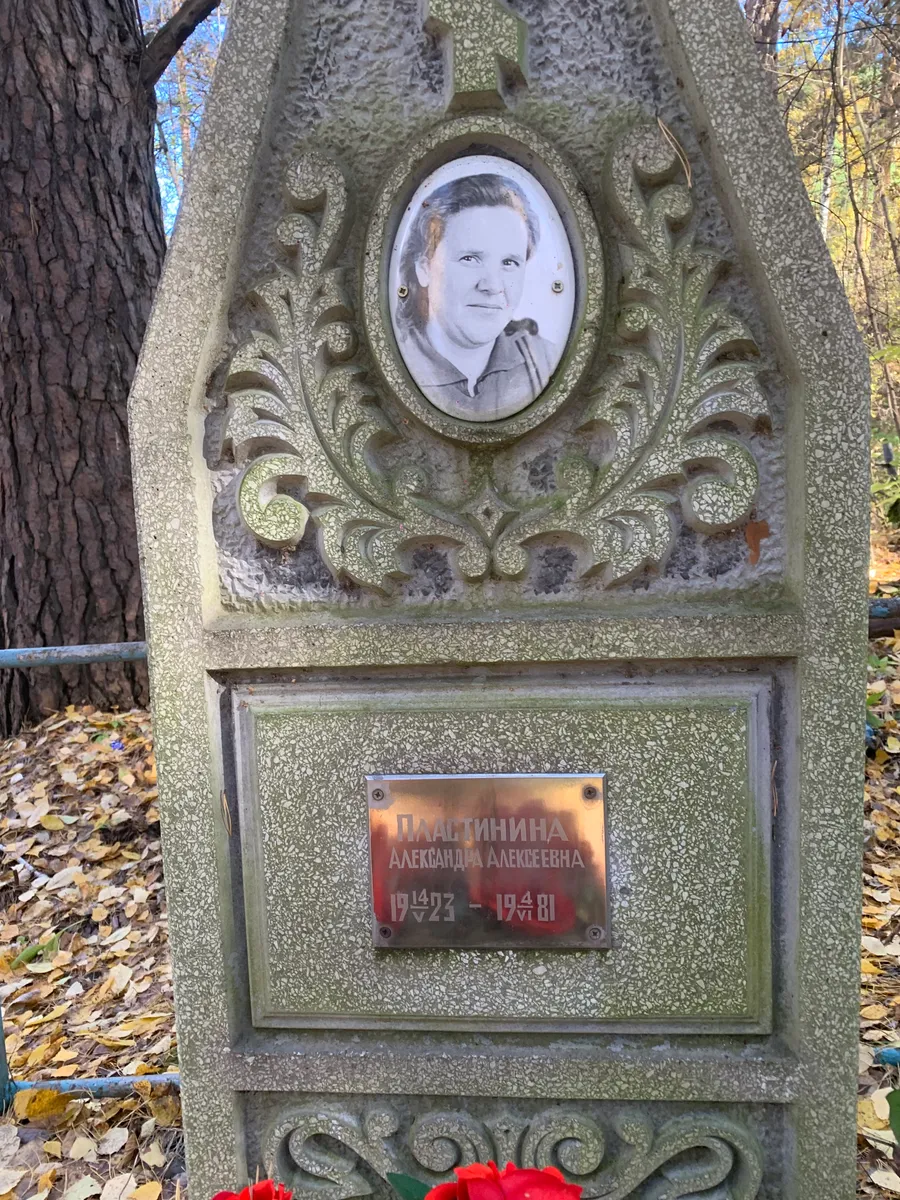 Пластинина
Александра Алексеевна
19 14/V 23 - 19 4/VI 81